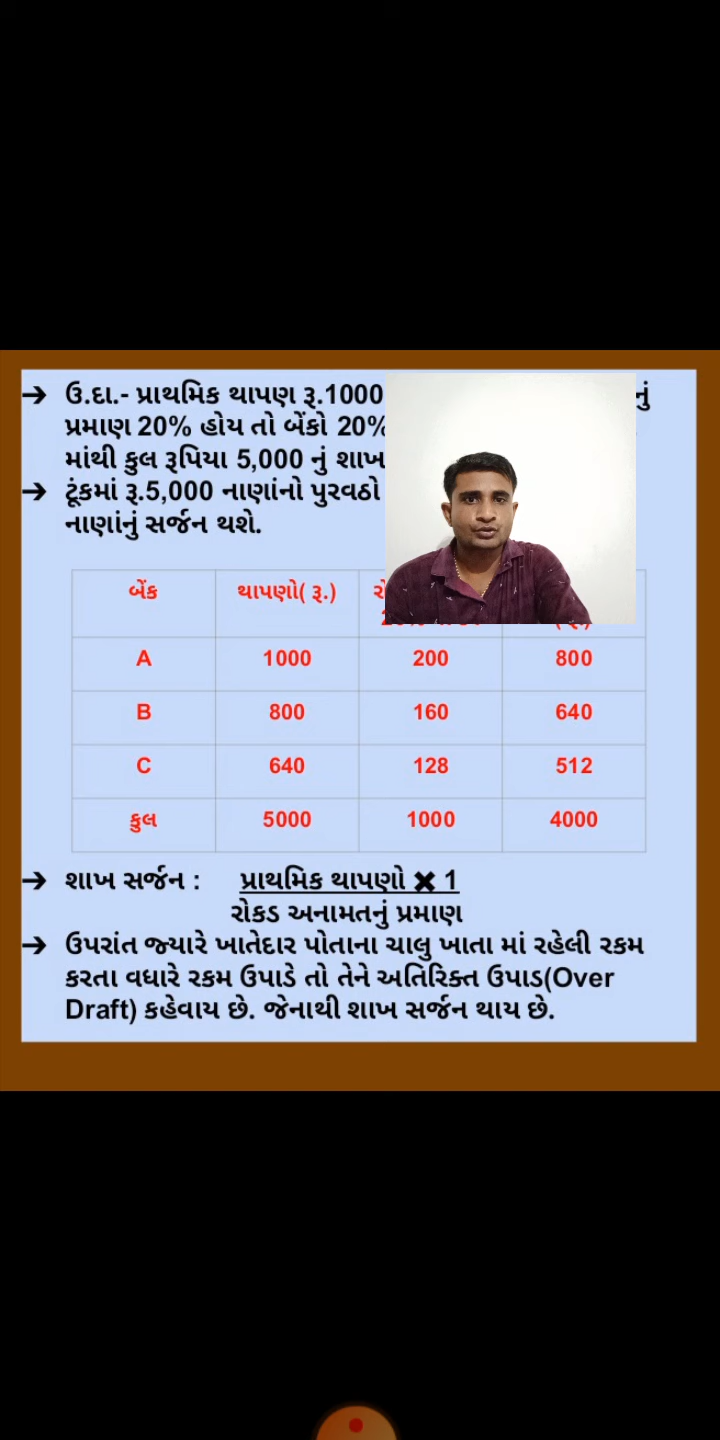 ➔ ઉ.દા.- પ્રાથમિક થાપણ રૂ.1000
પ્રમાણ 20% હોય તો બેંકો 20%
માંથી કુલ રૂપિયા 5,000 નું શાખ
➔ ટૂંકમાં રૂ.5,000 નાણાંનો પુરવઠો
નાણાંનું સર્જન થશે.
બેંક થાપણો( રૂ.)
A 1000 200 800
B 800 160 640
C 640 128 512
કુલ 5000 1000 4000
➔ શાખ સર્જન : પ્રાથમિક થાપણો ✖ 1
રોકડ અનામતનું પ્રમાણ
➔ ઉપરાંત જ્યારે ખાતેદાર પોતાના ચાલુ ખાતા માં રહેલી રકમ
કરતા વધારે રકમ ઉપાડે તો તેને અતિરિક્ત ઉપાડ(Over
Draft) કહેવાય છે. જેનાથી શાખ સર્જન થાય છે.